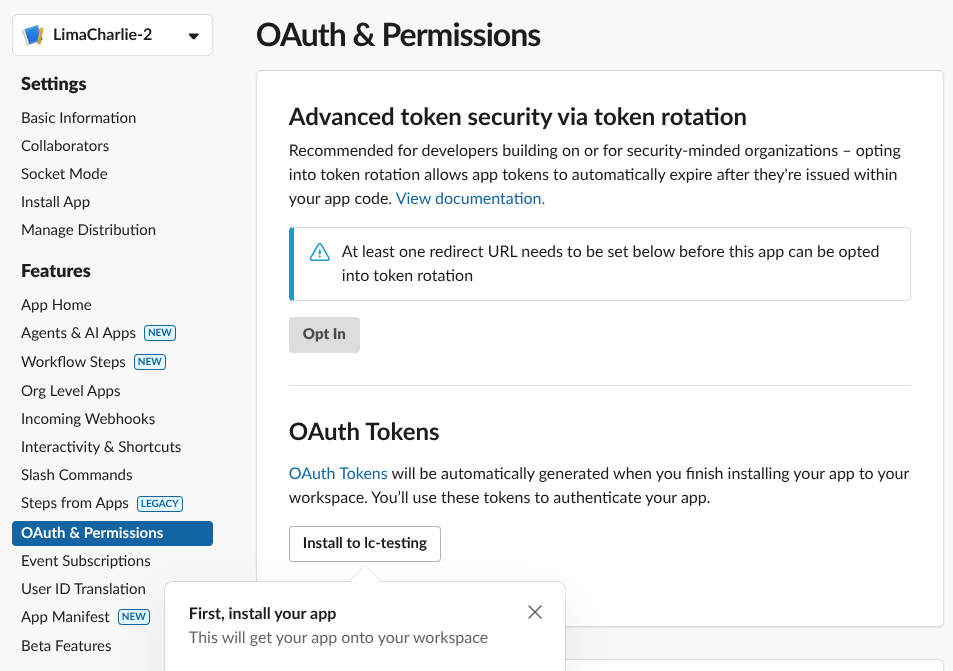 LimaCharlie-2
Settings
Basic Information
Collaborators
Socket Mode
Install App
Manage Distribution
Features
App Home
Agents & AI Apps NEW
Workflow Steps NEW
Org Level Apps
Incoming Webhooks
Interactivity & Shortcuts
Slash Commands
Steps from Apps LEGACY
OAuth & Permissions
Event Subscriptions
User ID Translation
App Manifest NEW
Beta Features
OAuth & Permissions
Advanced token security via token rotation
Recommended for developers building on or for security-minded organizations – opting
into token rotation allows app tokens to automatically expire after they're issued within
your app code. View documentation.
At least one redirect URL needs to be set below before this app can be opted
into token rotation
Opt In
OAuth Tokens
OAuth Tokens will be automatically generated when you finish installing your app to your
workspace. You’ll use these tokens to authenticate your app.
Install to lc-testing
First, install your app
This will get your app onto your workspace